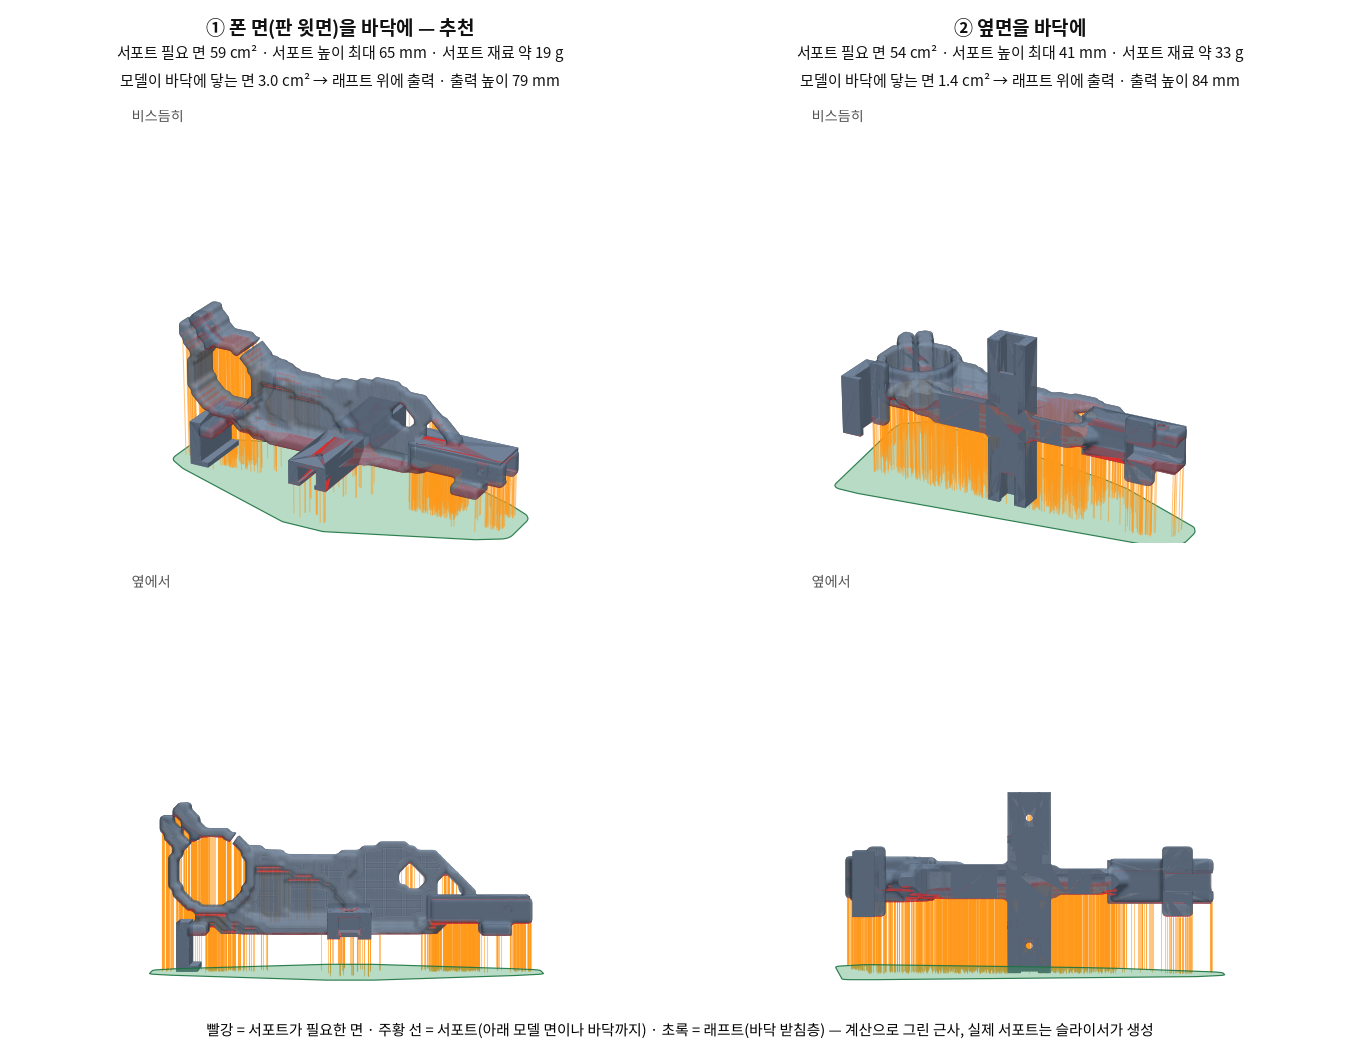 ① 폰 면(판 윗면)을 바닥에 — 추천
서포트 필요 면 59 cm² · 서포트 높이 최대 65 mm · 서포트 재료 약 19 g
모델이 바닥에 닿는 면 3.0 cm² → 래프트 위에 출력 · 출력 높이 79 mm
비스듬히
옆에서
② 옆면을 바닥에
서포트 필요 면 54 cm² · 서포트 높이 최대 41 mm · 서포트 재료 약 33 g
모델이 바닥에 닿는 면 1.4 cm² → 래프트 위에 출력 · 출력 높이 84 mm
비스듬히
옆에서
빨강 = 서포트가 필요한 면 · 주황 선 = 서포트(아래 모델 면이나 바닥까지) · 초록 = 래프트(바닥 받침층) — 계산으로 그린 근사, 실제 서포트는 슬라이서가 생성